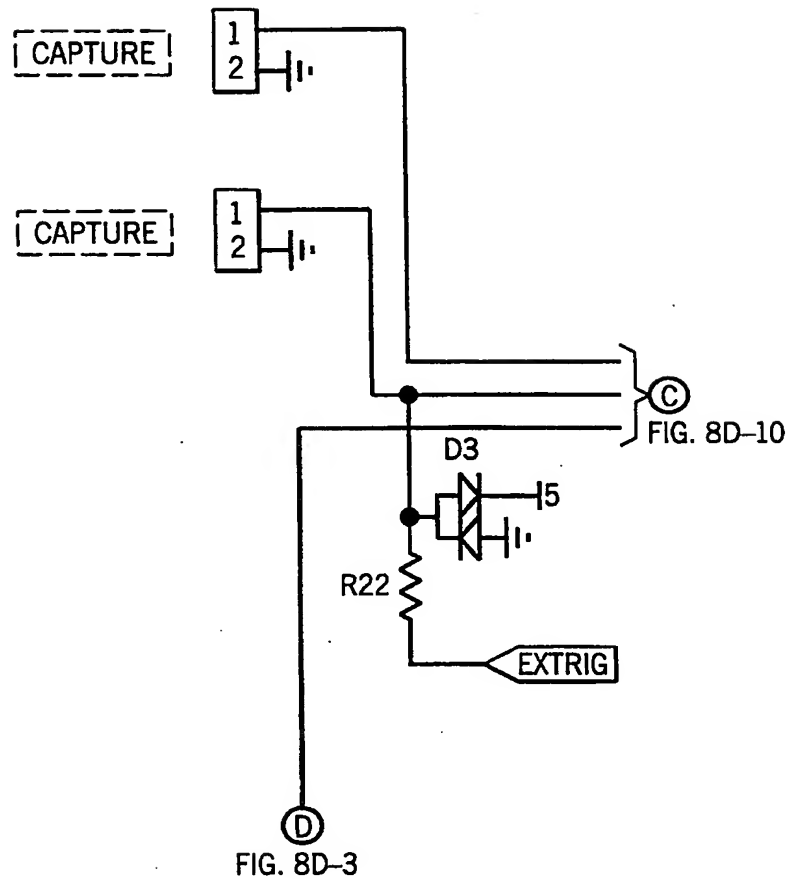 CAPTURE
1
2
CAPTURE
1
2
C
FIG. 8D-10
D3
5
R22
EXTRIG
D
FIG. 8D-3